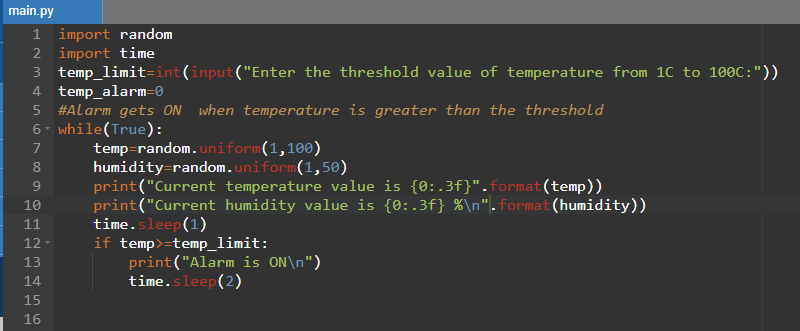 main.py
1 import random
2 import time
3 temp_limit=int(input("Enter the threshold value of temperature from 1C to 100C:"))
4 temp_alarm=0
5 #Alarm gets ON  when temperature is greater than the threshold
6 while(True):
7     temp=random.uniform(1,100)
8     humidity=random.uniform(1,50)
9     print("Current temperature value is {0:.3f}".format(temp))
10     print("Current humidity value is {0:.3f} %\n".format(humidity))
11     time.sleep(1)
12     if temp>=temp_limit:
13         print("Alarm is ON\n")
14         time.sleep(2)
15
16